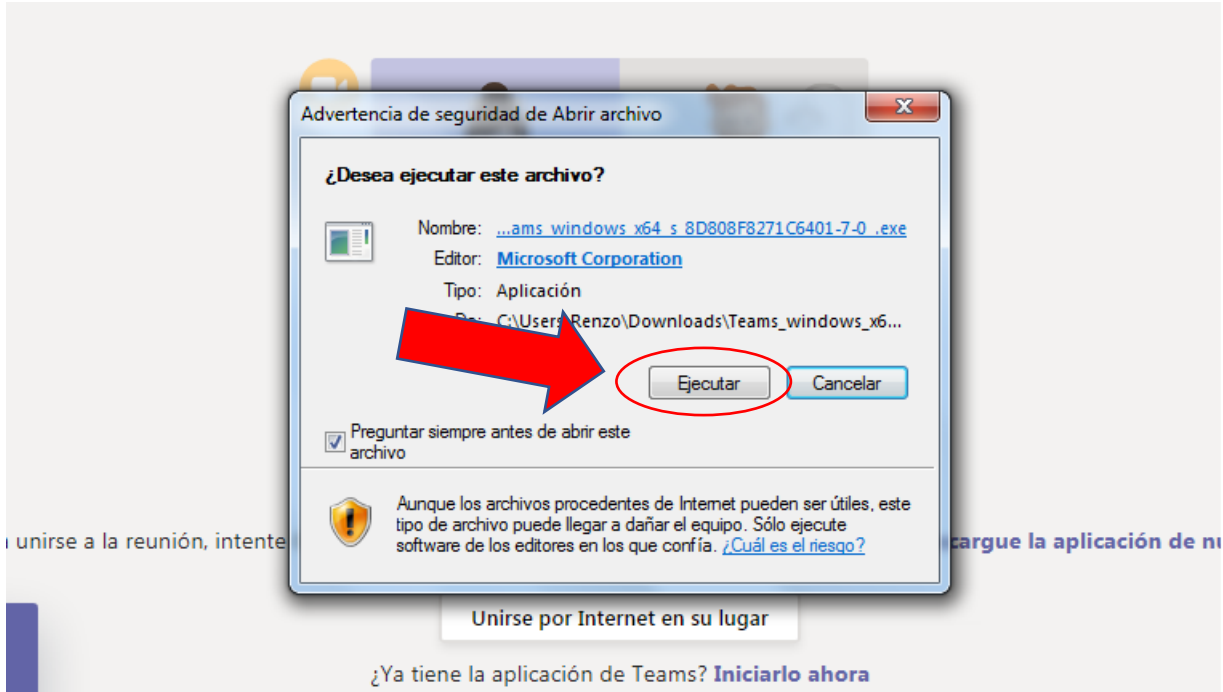 Advertencia de seguridad de Abrir archivo
¿Desea ejecutar este archivo?
Nombre: ...ams_windows_x64_s_8D808F8271C6401-7-0_.exe
Editor: Microsoft Corporation
Tipo: Aplicación
De: C:\Users\Renzo\Downloads\Teams_windows_x6...
Ejecutar Cancelar
Preguntar siempre antes de abrir este
archivo
Aunque los archivos procedentes de Internet pueden ser útiles, este
tipo de archivo puede llegar a dañar el equipo. Sólo ejecute
software de los editores en los que confía. ¿Cuál es el riesgo?
unirse a la reunión, intente cargue la aplicación de nu
Unirse por Internet en su lugar
¿Ya tiene la aplicación de Teams? Iniciarlo ahora